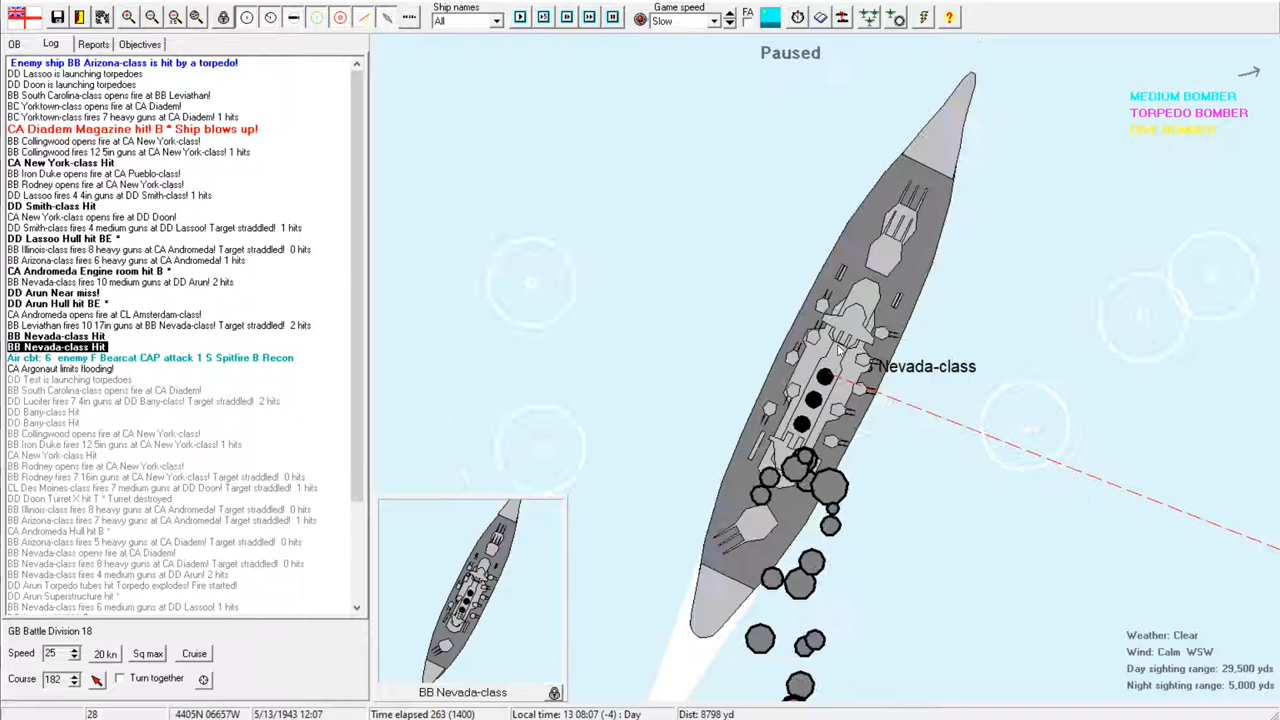 Ship names
All
Game speed
Slow
FA
OB
Log
Reports
Objectives
Enemy ship BB Arizona-class is hit by a torpedo!
DD Lassoo is launching torpedoes
DD Doon is launching torpedoes
BB South Carolina-class opens fire at BB Leviathan!
BC Yorktown-class opens fire at CA Diadem!
BC Yorktown-class fires 7 heavy guns at CA Diadem! 1 hits
CA Diadem Magazine hit! B * Ship blows up!
BB Collingwood opens fire at CA New York-class!
BB Collingwood fires 12 5in guns at CA New York-class! 1 hits
CA New York-class Hit
BB Iron Duke opens fire at CA Pueblo-class!
BB Rodney opens fire at CA New York-class!
DD Lassoo fires 4 4in guns at DD Smith-class! 1 hits
DD Smith-class Hit
CA New York-class opens fire at DD Doon!
DD Smith-class fires 4 medium guns at DD Lassoo! Target straddled! 1 hits
DD Lassoo Hull hit BE *
BB Illinois-class fires 8 heavy guns at CA Andromeda! Target straddled! 0 hits
BB Arizona-class fires 6 heavy guns at CA Andromeda! 1 hits
CA Andromeda Engine room hit B *
BB Nevada-class fires 10 medium guns at DD Arun! 2 hits
DD Arun Near miss!
DD Arun Hull hit BE *
CA Andromeda opens fire at CL Amsterdam-class!
BB Leviathan fires 10 17in guns at BB Nevada-class! Target straddled! 2 hits
BB Nevada-class Hit
BB Nevada-class Hit
Air cbt: 6 enemy F Bearcat CAP attack 1 S Spitfire B Recon
CA Argonaut limits flooding!
DD Test is launching torpedoes
BB South Carolina-class opens fire at CA Diadem!
DD Lucifer fires 7 4in guns at DD Barry-class! Target straddled! 2 hits
DD Barry-class Hit
DD Barry-class Hit
BB Collingwood opens fire at CA New York-class!
BB Iron Duke fires 12 5in guns at CA New York-class! 1 hits
CA New York-class Hit
BB Rodney opens fire at CA New York-class!
BB Rodney fires 7 16in guns at CA New York-class! Target straddled! 0 hits
CL Des Moines-class fires 7 medium guns at DD Doon! Target straddled! 1 hits
DD Doon Turret X hit T * Turret destroyed
BB Illinois-class fires 8 heavy guns at CA Andromeda! Target straddled! 0 hits
BB Arizona-class fires 7 heavy guns at CA Andromeda! Target straddled! 1 hits
CA Andromeda Hull hit B *
BB Arizona-class fires 5 heavy guns at CA Diadem! Target straddled! 0 hits
BB Nevada-class opens fire at CA Diadem!
BB Nevada-class fires 8 heavy guns at CA Diadem! Target straddled! 0 hits
BB Nevada-class fires 4 medium guns at DD Arun! 2 hits
DD Arun Torpedo tubes hit Torpedo explodes! Fire started!
DD Arun Superstructure hit *
BB Nevada-class fires 6 medium guns at DD Lassoo! 1 hits
GB Battle Division 18
Speed 25 20 kn Sq max Cruise
Course 182 Turn together
Paused
MEDIUM BOMBER
TORPEDO BOMBER
DIVE BOMBER
Nevada-class
BB Nevada-class
Weather: Clear
Wind: Calm WSW
Day sighting range: 29,500 yds
Night sighting range: 5,000 yds
28
4405N 06657W
5/13/1943 12:07
Time elapsed 263 (1400)
Local time: 13 08:07 (-4) : Day
Dist: 8798 yd